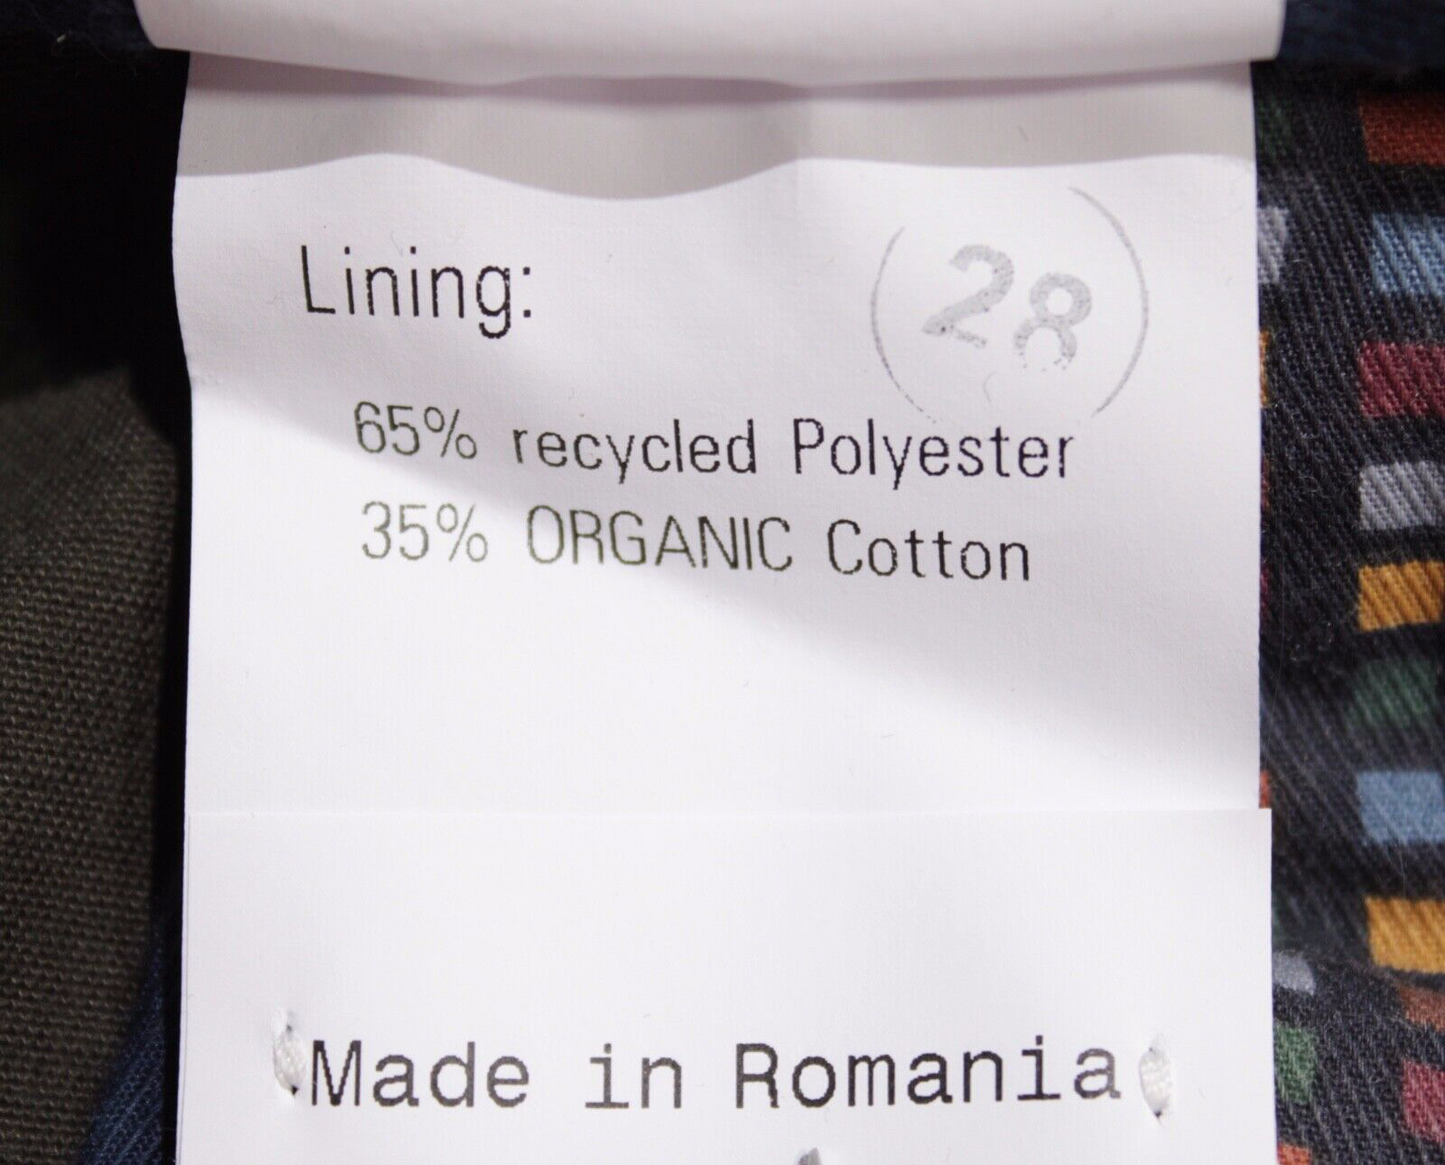 Lining:
28
65% recycled Polyester
35% ORGANIC Cotton
Made in Romania